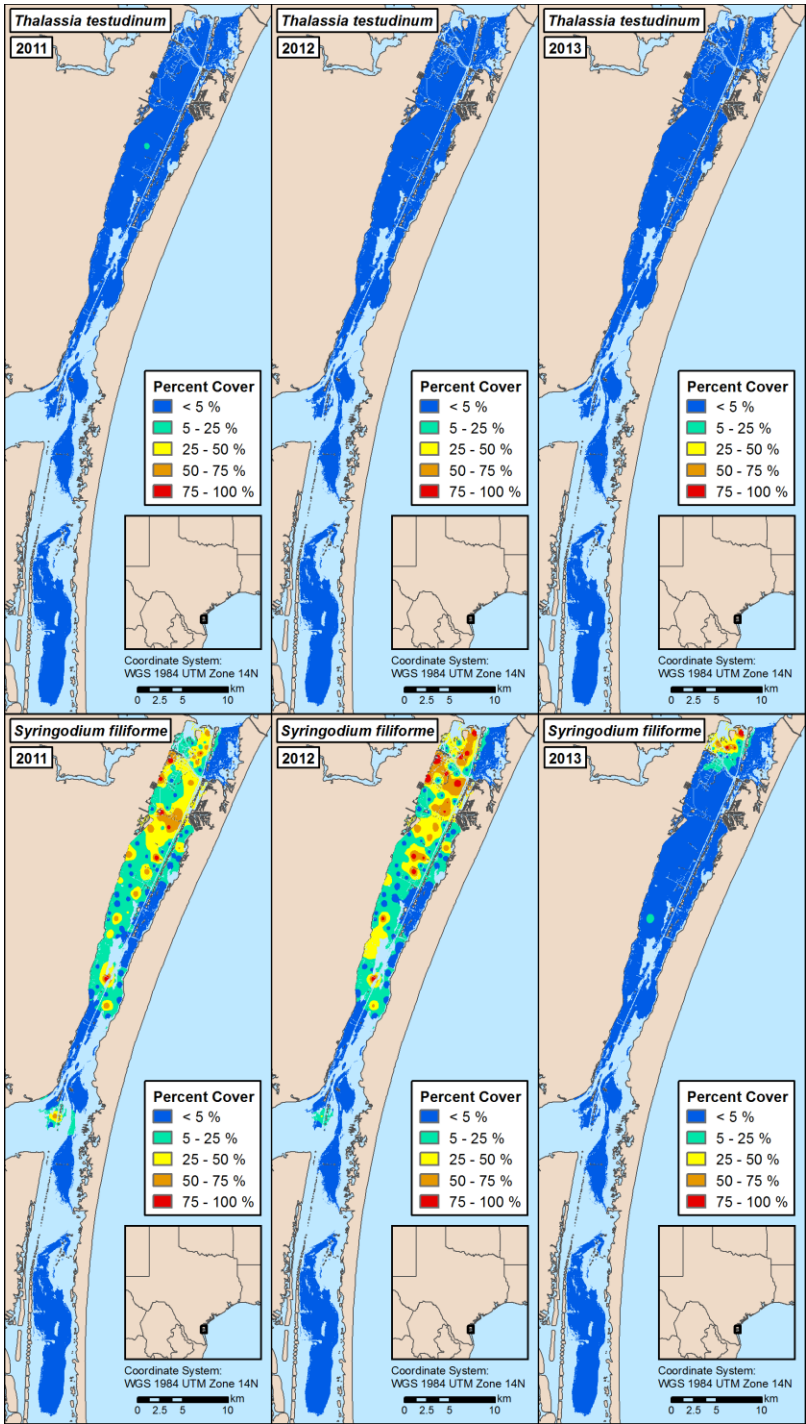 Thalassia testudinum
2011
Percent Cover
< 5 %
5 - 25 %
25 - 50 %
50 - 75 %
75 - 100 %
Coordinate System:
WGS 1984 UTM Zone 14N
km
0 2.5 5 10
Thalassia testudinum
2012
Percent Cover
< 5 %
5 - 25 %
25 - 50 %
50 - 75 %
75 - 100 %
Coordinate System:
WGS 1984 UTM Zone 14N
km
0 2.5 5 10
Thalassia testudinum
2013
Percent Cover
< 5 %
5 - 25 %
25 - 50 %
50 - 75 %
75 - 100 %
Coordinate System:
WGS 1984 UTM Zone 14N
km
0 2.5 5 10
Syringodium filiforme
2011
Percent Cover
< 5 %
5 - 25 %
25 - 50 %
50 - 75 %
75 - 100 %
Coordinate System:
WGS 1984 UTM Zone 14N
km
0 2.5 5 10
Syringodium filiforme
2012
Percent Cover
< 5 %
5 - 25 %
25 - 50 %
50 - 75 %
75 - 100 %
Coordinate System:
WGS 1984 UTM Zone 14N
km
0 2.5 5 10
Syringodium filiforme
2013
Percent Cover
< 5 %
5 - 25 %
25 - 50 %
50 - 75 %
75 - 100 %
Coordinate System:
WGS 1984 UTM Zone 14N
km
0 2.5 5 10